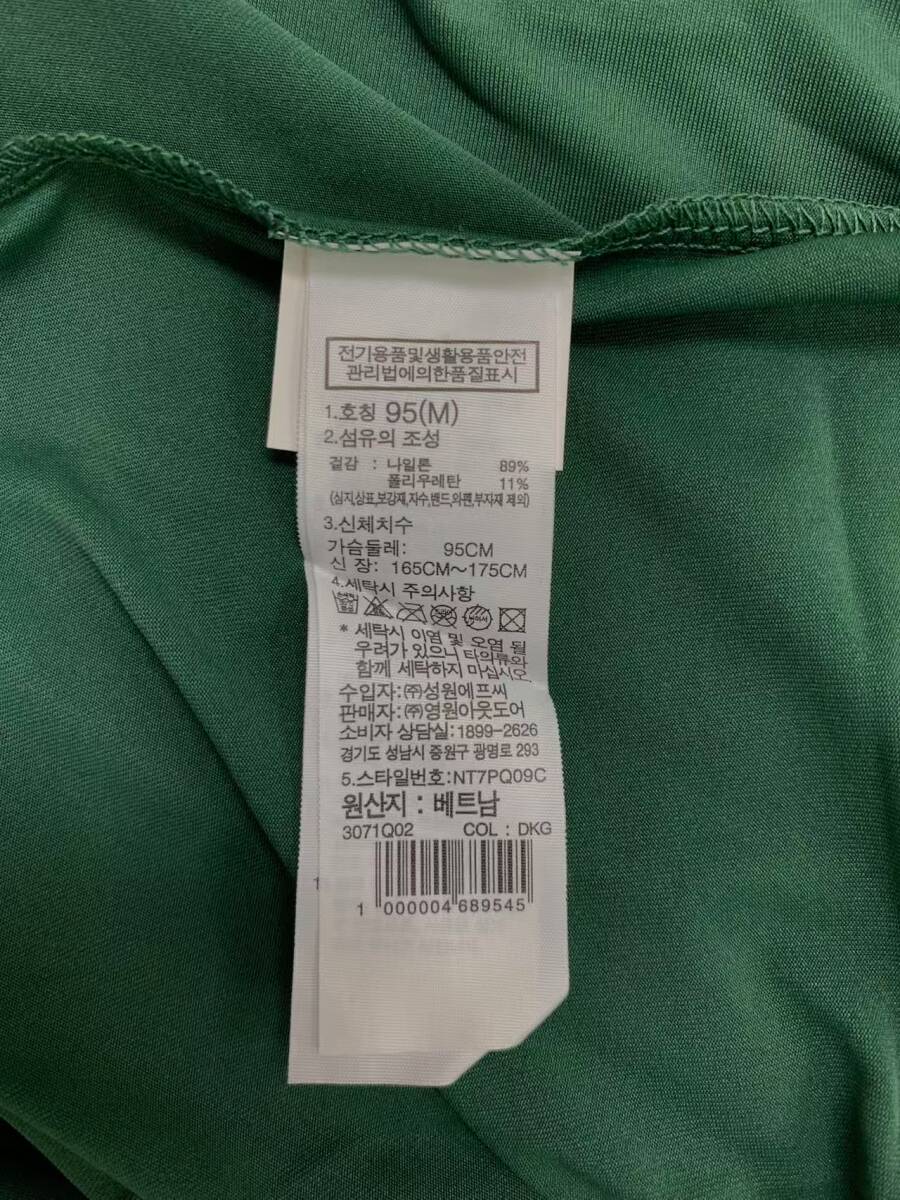 전기용품및생활용품안전
관리법에의한품질표시
1.호칭 95(M)
2.섬유의 조성
겉감 : 나일론 89%
폴리우레탄 11%
(심지,상표,보강재,자수,밴드,외편,부자재 제외)
3.신체치수
가슴둘레: 95CM
신 장: 165CM~175CM
4.세탁시 주의사항
* 세탁시 이염 및 오염 될
우려가 있으니 타의류와
함께 세탁하지 마십시오
수입자:㈜성원에프씨
판매자:㈜영원아웃도어
소비자 상담실:1899-2626
경기도 성남시 중원구 광명로 293
5.스타일번호:NT7PQ09C
원산지 : 베트남
3071Q02 COL : DKG
1 000004 689545